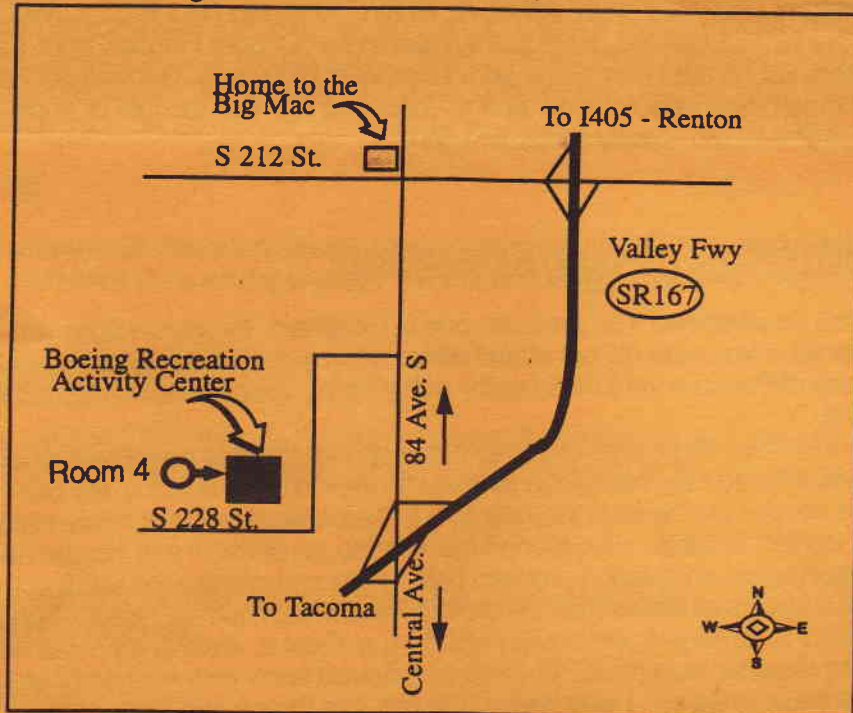 Home to the
Big Mac
To I405 - Renton
S 212 St.
Valley Fwy
SR167
Boeing Recreation
Activity Center
84 Ave. S
Room 4
S 228 St.
To Tacoma
Central Ave.
N
W
E
S